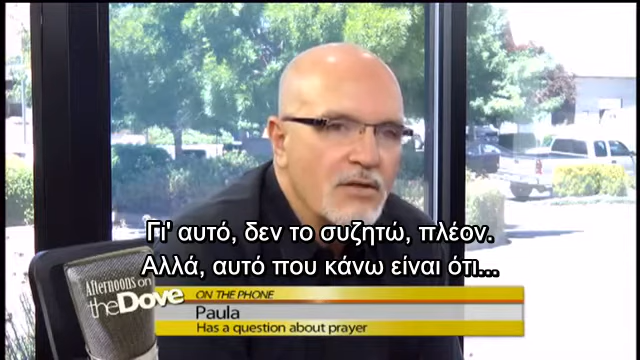 Γι' αυτό, δεν το συζητώ, πλέον.
Αλλά, αυτό που κάνω είναι ότι...
Afternoons on
the Dove
ON THE PHONE
Paula
Has a question about prayer